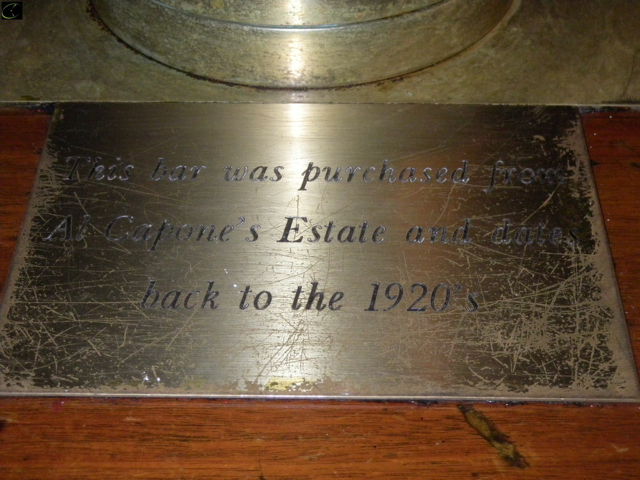 This bar was purchased from
Al Capone's Estate and dates
back to the 1920's